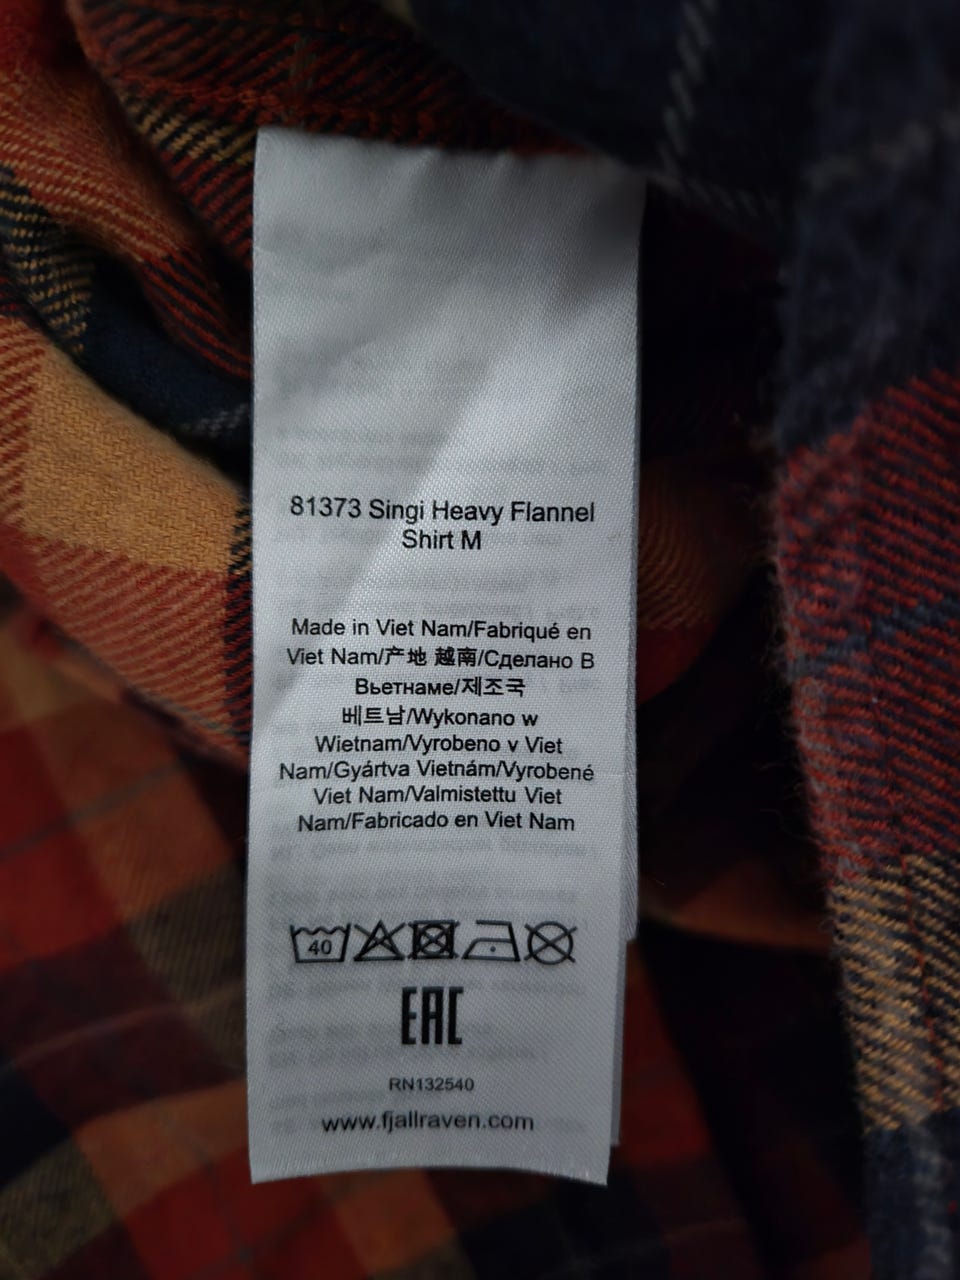 81373 Singi Heavy Flannel
Shirt M
Made in Viet Nam/Fabriqué en
Viet Nam/产地 越南/Сделано В
Вьетнаме/제조국
베트남/Wykonano w
Wietnam/Vyrobeno v Viet
Nam/Gyártva Vietnám/Vyrobené
Viet Nam/Valmistettu Viet
Nam/Fabricado en Viet Nam
40
EAC
RN132540
www.fjallraven.com